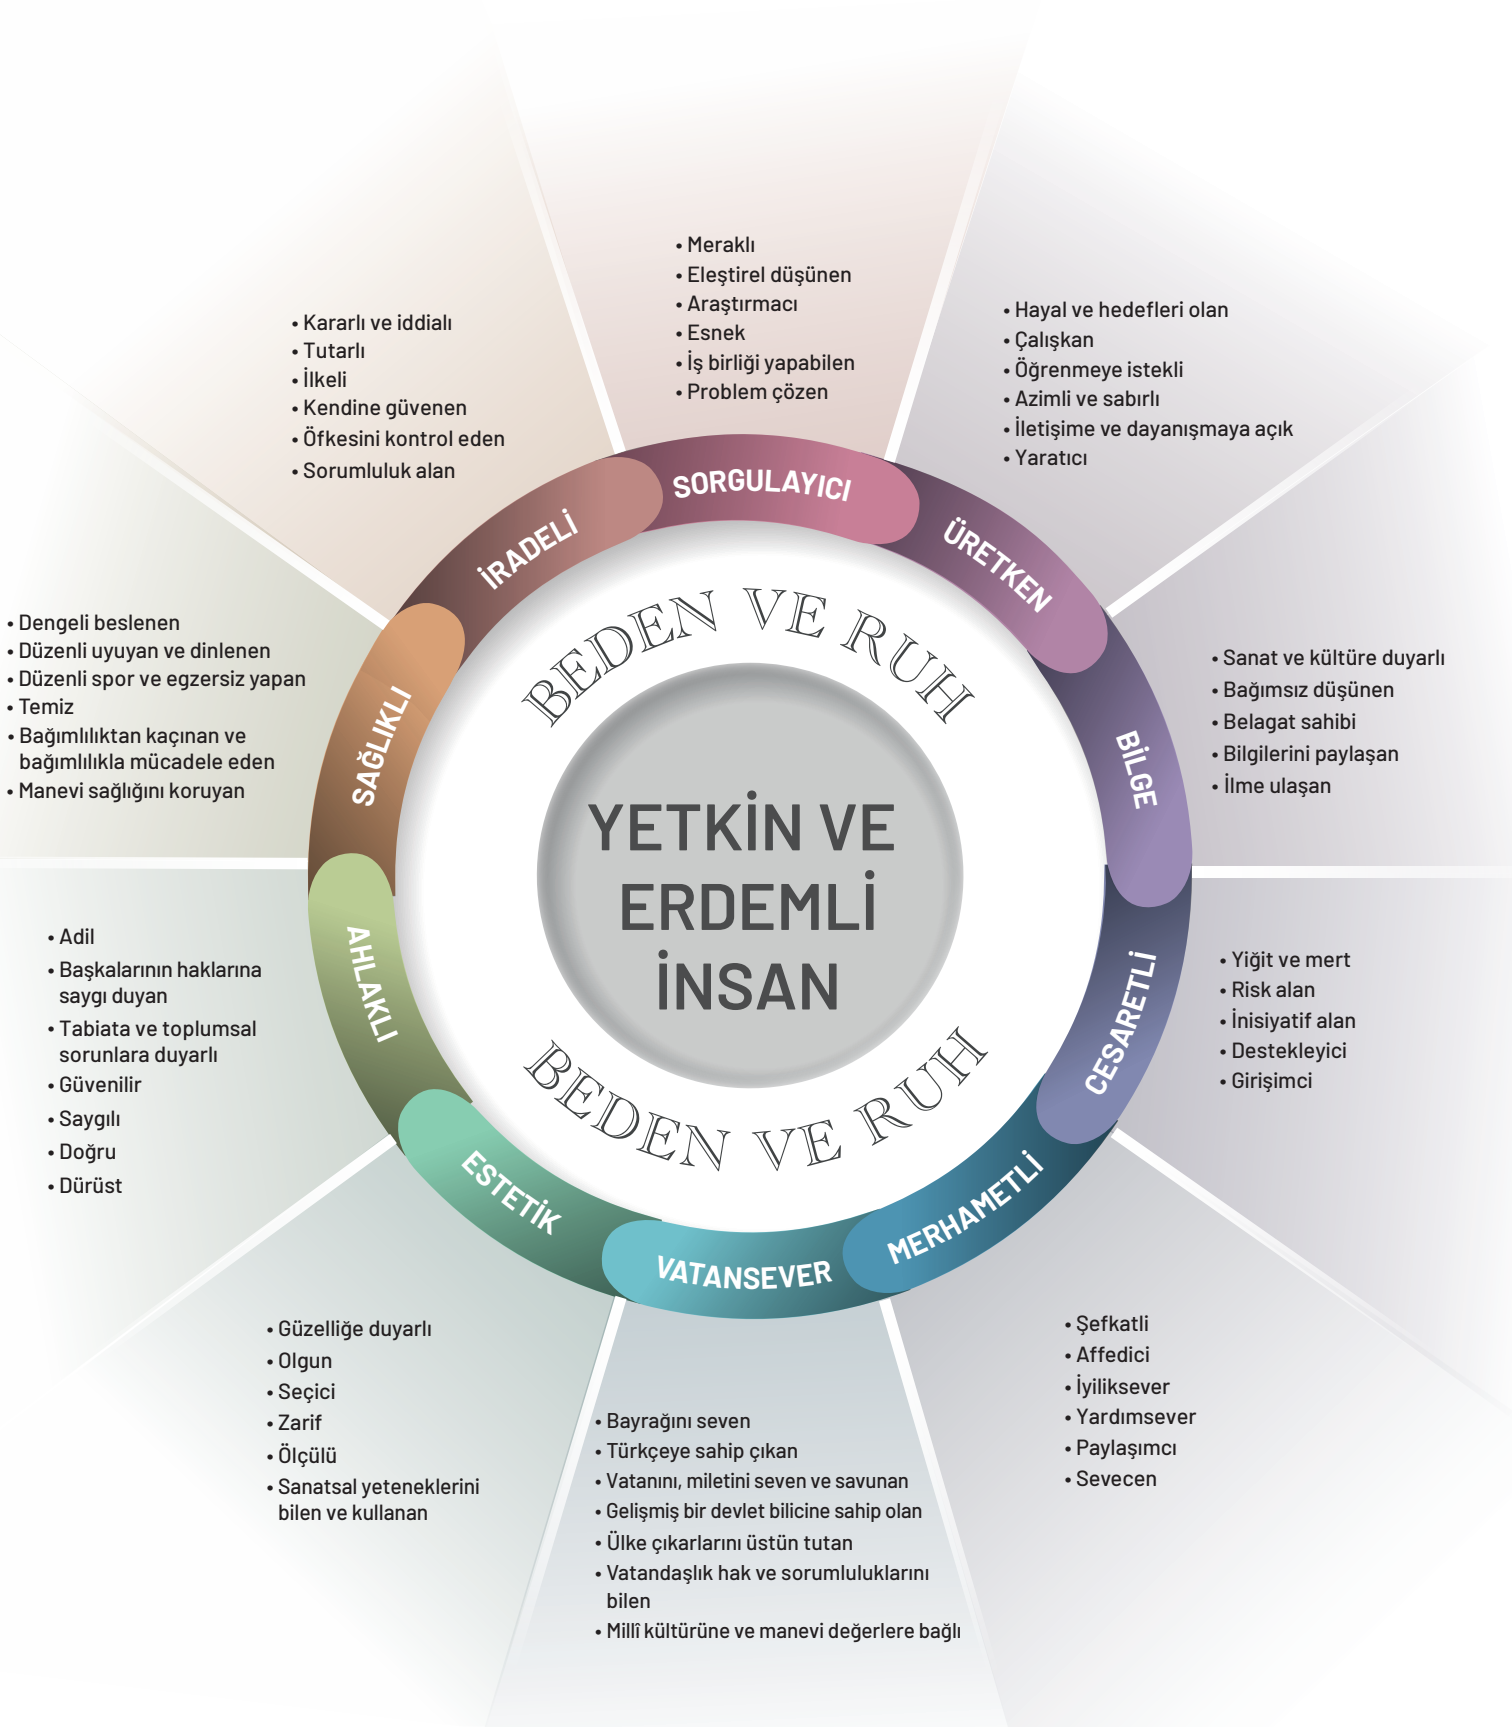 • Meraklı
• Eleştirel düşünen
• Araştırmacı
• Esnek
• İş birliği yapabilen
• Problem çözen
• Hayal ve hedefleri olan
• Çalışkan
• Öğrenmeye istekli
• Azimli ve sabırlı
• İletişime ve dayanışmaya açık
• Yaratıcı
• Kararlı ve iddialı
• Tutarlı
• İlkeli
• Kendine güvenen
• Öfkesini kontrol eden
• Sorumluluk alan
SORGULAYICI
ÜRETKEN
İRADELİ
BEDEN VE RUH
• Dengeli beslenen
• Düzenli uyuyan ve dinlenen
• Düzenli spor ve egzersiz yapan
• Temiz
• Bağımlılıktan kaçınan ve
bağımlılıkla mücadele eden
• Manevi sağlığını koruyan
SAĞLIKLI
BİLGE
• Sanat ve kültüre duyarlı
• Bağımsız düşünen
• Belagat sahibi
• Bilgilerini paylaşan
• İlme ulaşan
YETKİN VE
ERDEMLİ
İNSAN
• Adil
• Başkalarının haklarına
saygı duyan
• Tabiata ve toplumsal
sorunlara duyarlı
• Güvenilir
• Saygılı
• Doğru
• Dürüst
AHLAKLI
CESARETLİ
• Yiğit ve mert
• Risk alan
• İnisiyatif alan
• Destekleyici
• Girişimci
BEDEN VE RUH
ESTETİK
VATANSEVER
MERHAMETLİ
• Güzelliğe duyarlı
• Olgun
• Seçici
• Zarif
• Ölçülü
• Sanatsal yeteneklerini
bilen ve kullanan
• Bayrağını seven
• Türkçeye sahip çıkan
• Vatanını, miletini seven ve savunan
• Gelişmiş bir devlet bilicine sahip olan
• Ülke çıkarlarını üstün tutan
• Vatandaşlık hak ve sorumluluklarını
bilen
• Millî kültürüne ve manevi değerlere bağlı
• Şefkatli
• Affedici
• İyiliksever
• Yardımsever
• Paylaşımcı
• Sevecen